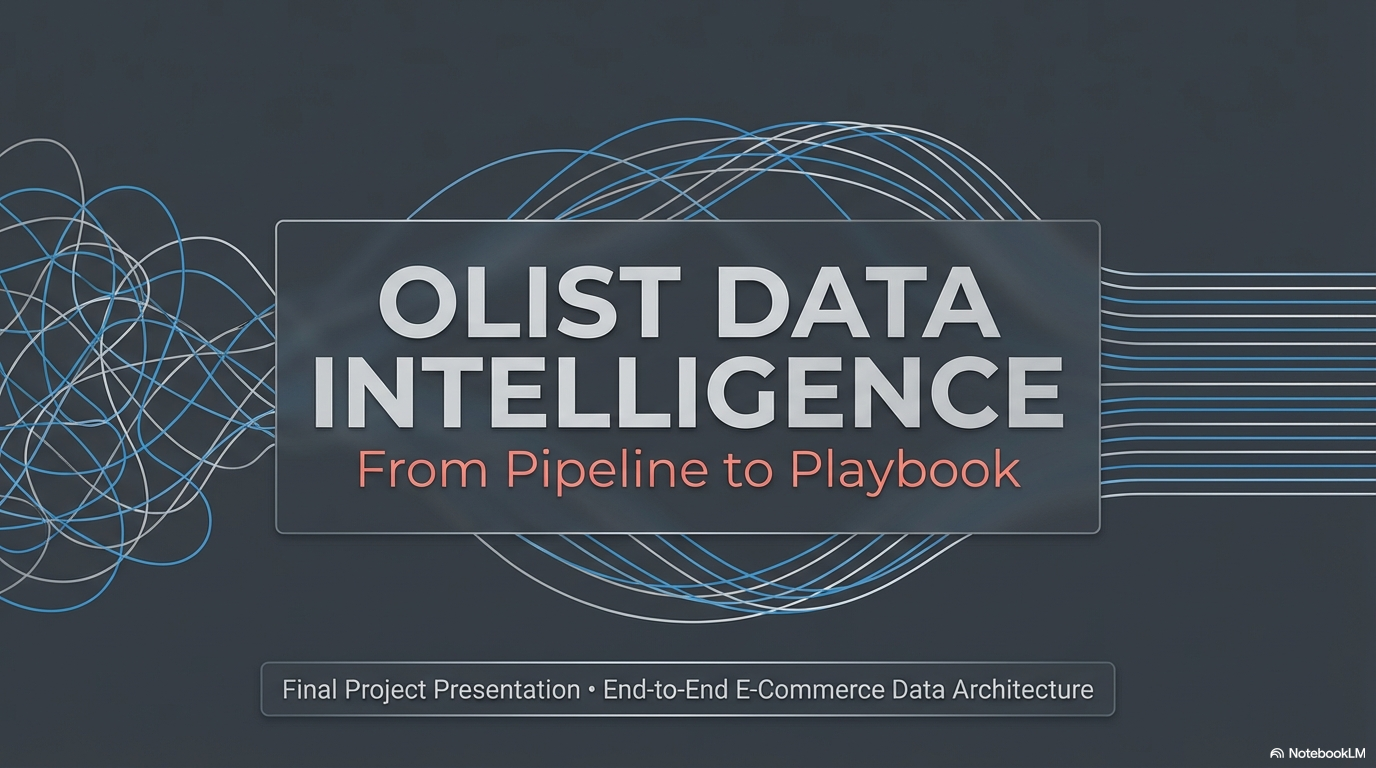 OLIST DATA
INTELLIGENCE
From Pipeline to Playbook
Final Project Presentation • End-to-End E-Commerce Data Architecture
NotebookLM